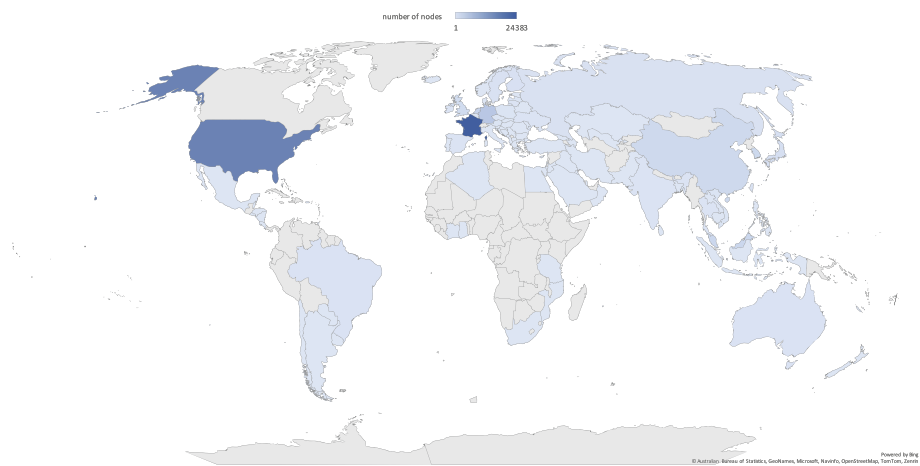 number of nodes
1 24383
Powered by Bing
© Australian Bureau of Statistics, GeoNames, Microsoft, Navinfo, OpenStreetMap, TomTom, Zenrin